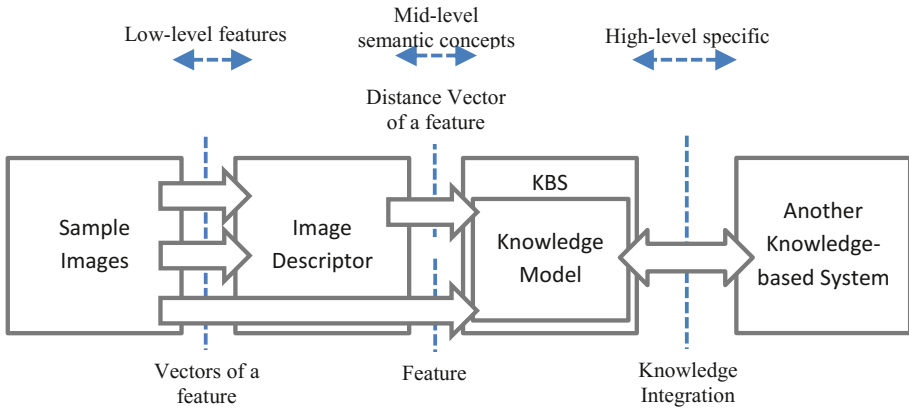 Low-level features
Mid-level
semantic concepts
High-level specific
Distance Vector
of a feature
Sample
Images
Image
Descriptor
KBS
Knowledge
Model
Another
Knowledge-
based System
Vectors of a
feature
Feature
Knowledge
Integration